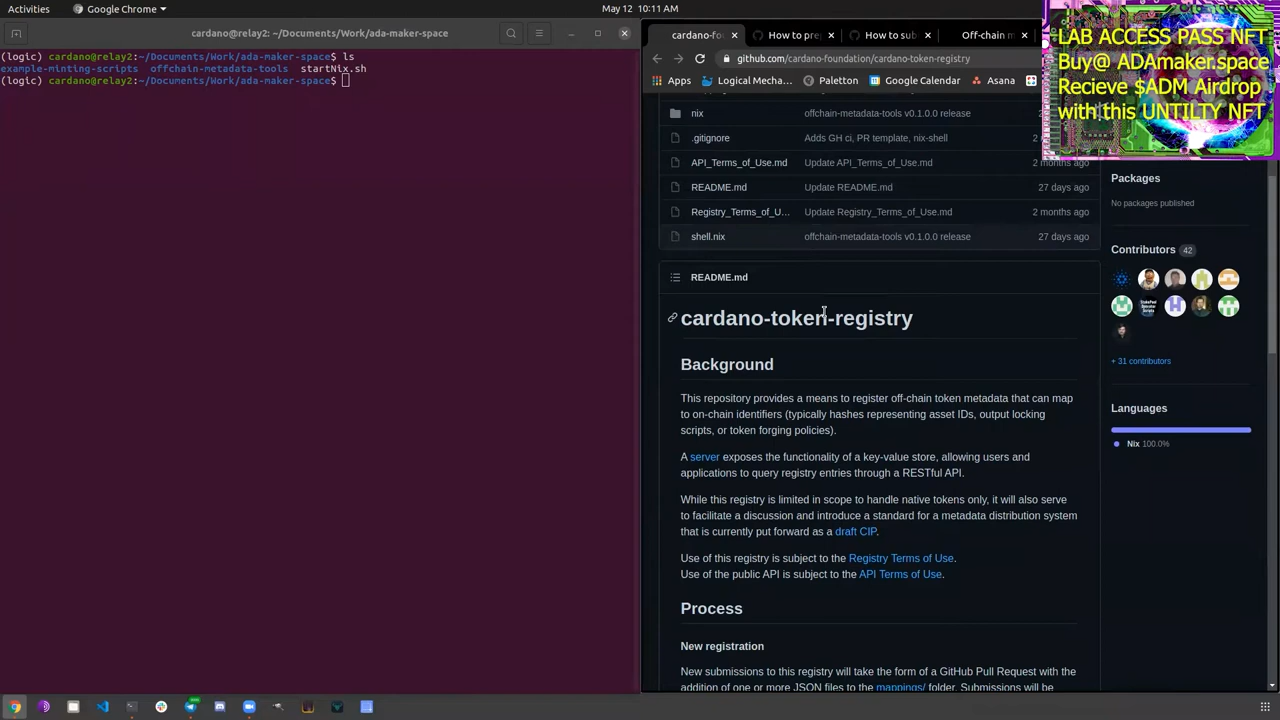 Activities
Google Chrome
May 12 10:11 AM
cardano@relay2: ~/Documents/Work/ada-maker-space
(logic) cardano@relay2:~/Documents/Work/ada-maker-space$ ls
example-minting-scripts offchain-metadata-tools startNix.sh
(logic) cardano@relay2:~/Documents/Work/ada-maker-space$
cardano-fo
How to pre
How to sub
Off-chain m
github.com/cardano-foundation/cardano-token-registry
Apps
Logical Mecha...
Paletton
Google Calendar
Asana
LAB ACCESS PASS NFT
Buy@ ADAmaker.space
Recieve $ADM Airdrop
with this UNTILTY NFT
nix offchain-metadata-tools v0.1.0.0 release
.gitignore Adds GH ci, PR template, nix-shell
API_Terms_of_Use.md Update API_Terms_of_Use.md 2 months ago
README.md Update README.md 27 days ago
Registry_Terms_of_U... Update Registry_Terms_of_Use.md 2 months ago
shell.nix offchain-metadata-tools v0.1.0.0 release 27 days ago
README.md
cardano-token-registry
Background
This repository provides a means to register off-chain token metadata that can map
to on-chain identifiers (typically hashes representing asset IDs, output locking
scripts, or token forging policies).
A server exposes the functionality of a key-value store, allowing users and
applications to query registry entries through a RESTful API.
While this registry is limited in scope to handle native tokens only, it will also serve
to facilitate a discussion and introduce a standard for a metadata distribution system
that is currently put forward as a draft CIP.
Use of this registry is subject to the Registry Terms of Use.
Use of the public API is subject to the API Terms of Use.
Process
New registration
New submissions to this registry will take the form of a GitHub Pull Request with the
addition of one or more JSON files to the mappings/ folder. Submissions will be
Packages
No packages published
Contributors 42
+ 31 contributors
Languages
Nix 100.0%